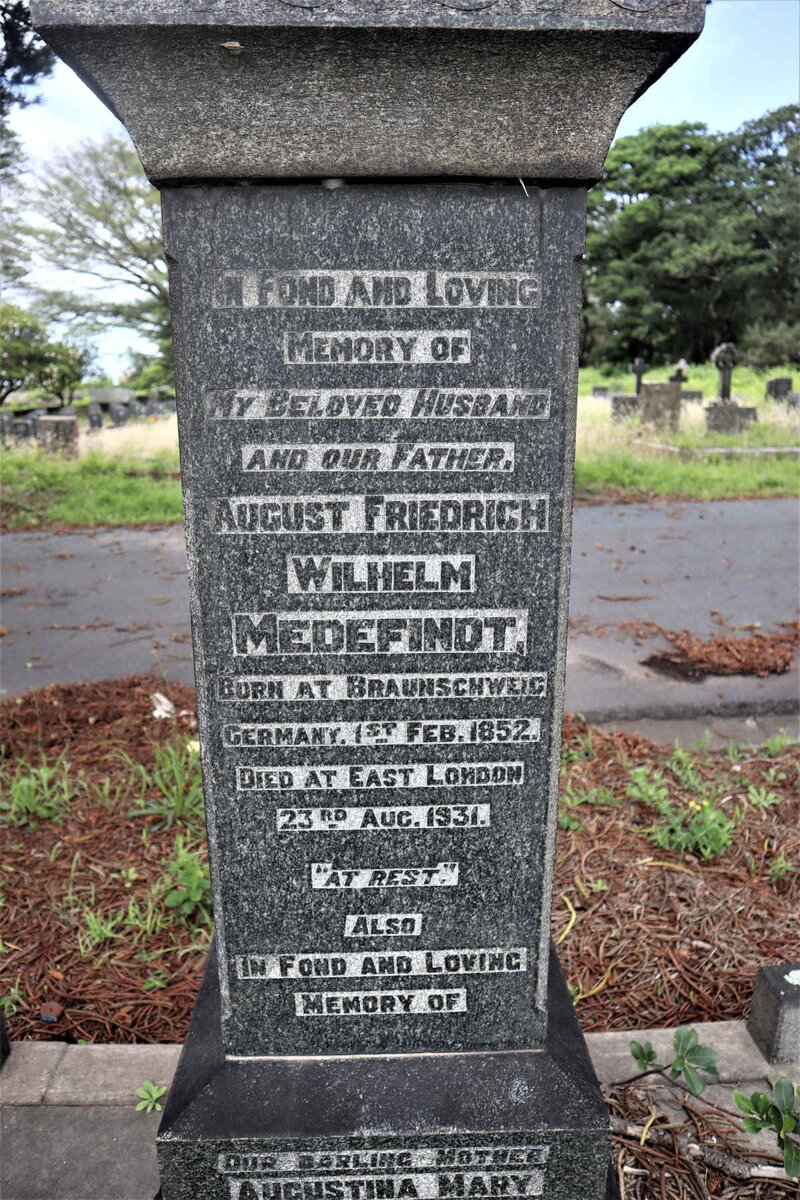 In Fond and Loving
Memory of
My Beloved Husband
and our Father,
August Friedrich
Wilhelm
Medefindt,
Born at Braunschweig
Germany, 1st Feb. 1852.
Died at East London
23rd Aug. 1931.
"At Rest."
Also
In Fond and Loving
Memory of
Our Darling Mother
Augustina Mary